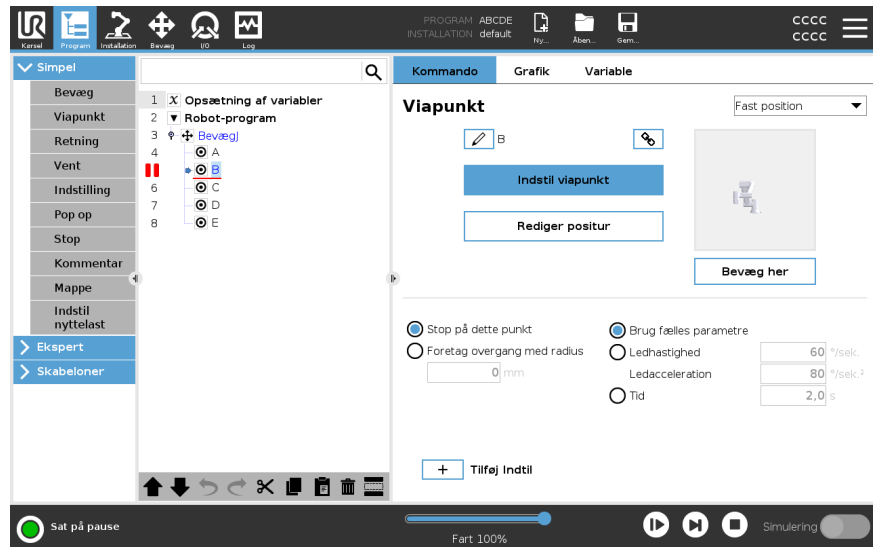 UR
Kørsel
Program
Installation
Bevæg
I/O
Log
PROGRAM ABCDE
INSTALLATION default
Ny...
Åben...
Gem...
cccc
cccc
Simpel
Bevæg
Viapunkt
Retning
Vent
Indstilling
Pop op
Stop
Kommentar
Mappe
Indstil
nyttelast
Ekspert
Skabeloner
1 X Opsætning af variabler
2 Robot-program
3 BevægJ
4 A
B
6 C
7 D
8 E
Kommando Grafik Variable
Viapunkt
Fast position
B
Indstil viapunkt
Rediger positur
Bevæg her
Stop på dette punkt
Foretag overgang med radius
0 mm
Brug fælles parametre
Ledhastighed 60 °/sek.
Ledacceleration 80 °/sek.²
Tid 2,0 s
+ Tilføj Indtil
Sat på pause
Fart 100%
Simulering